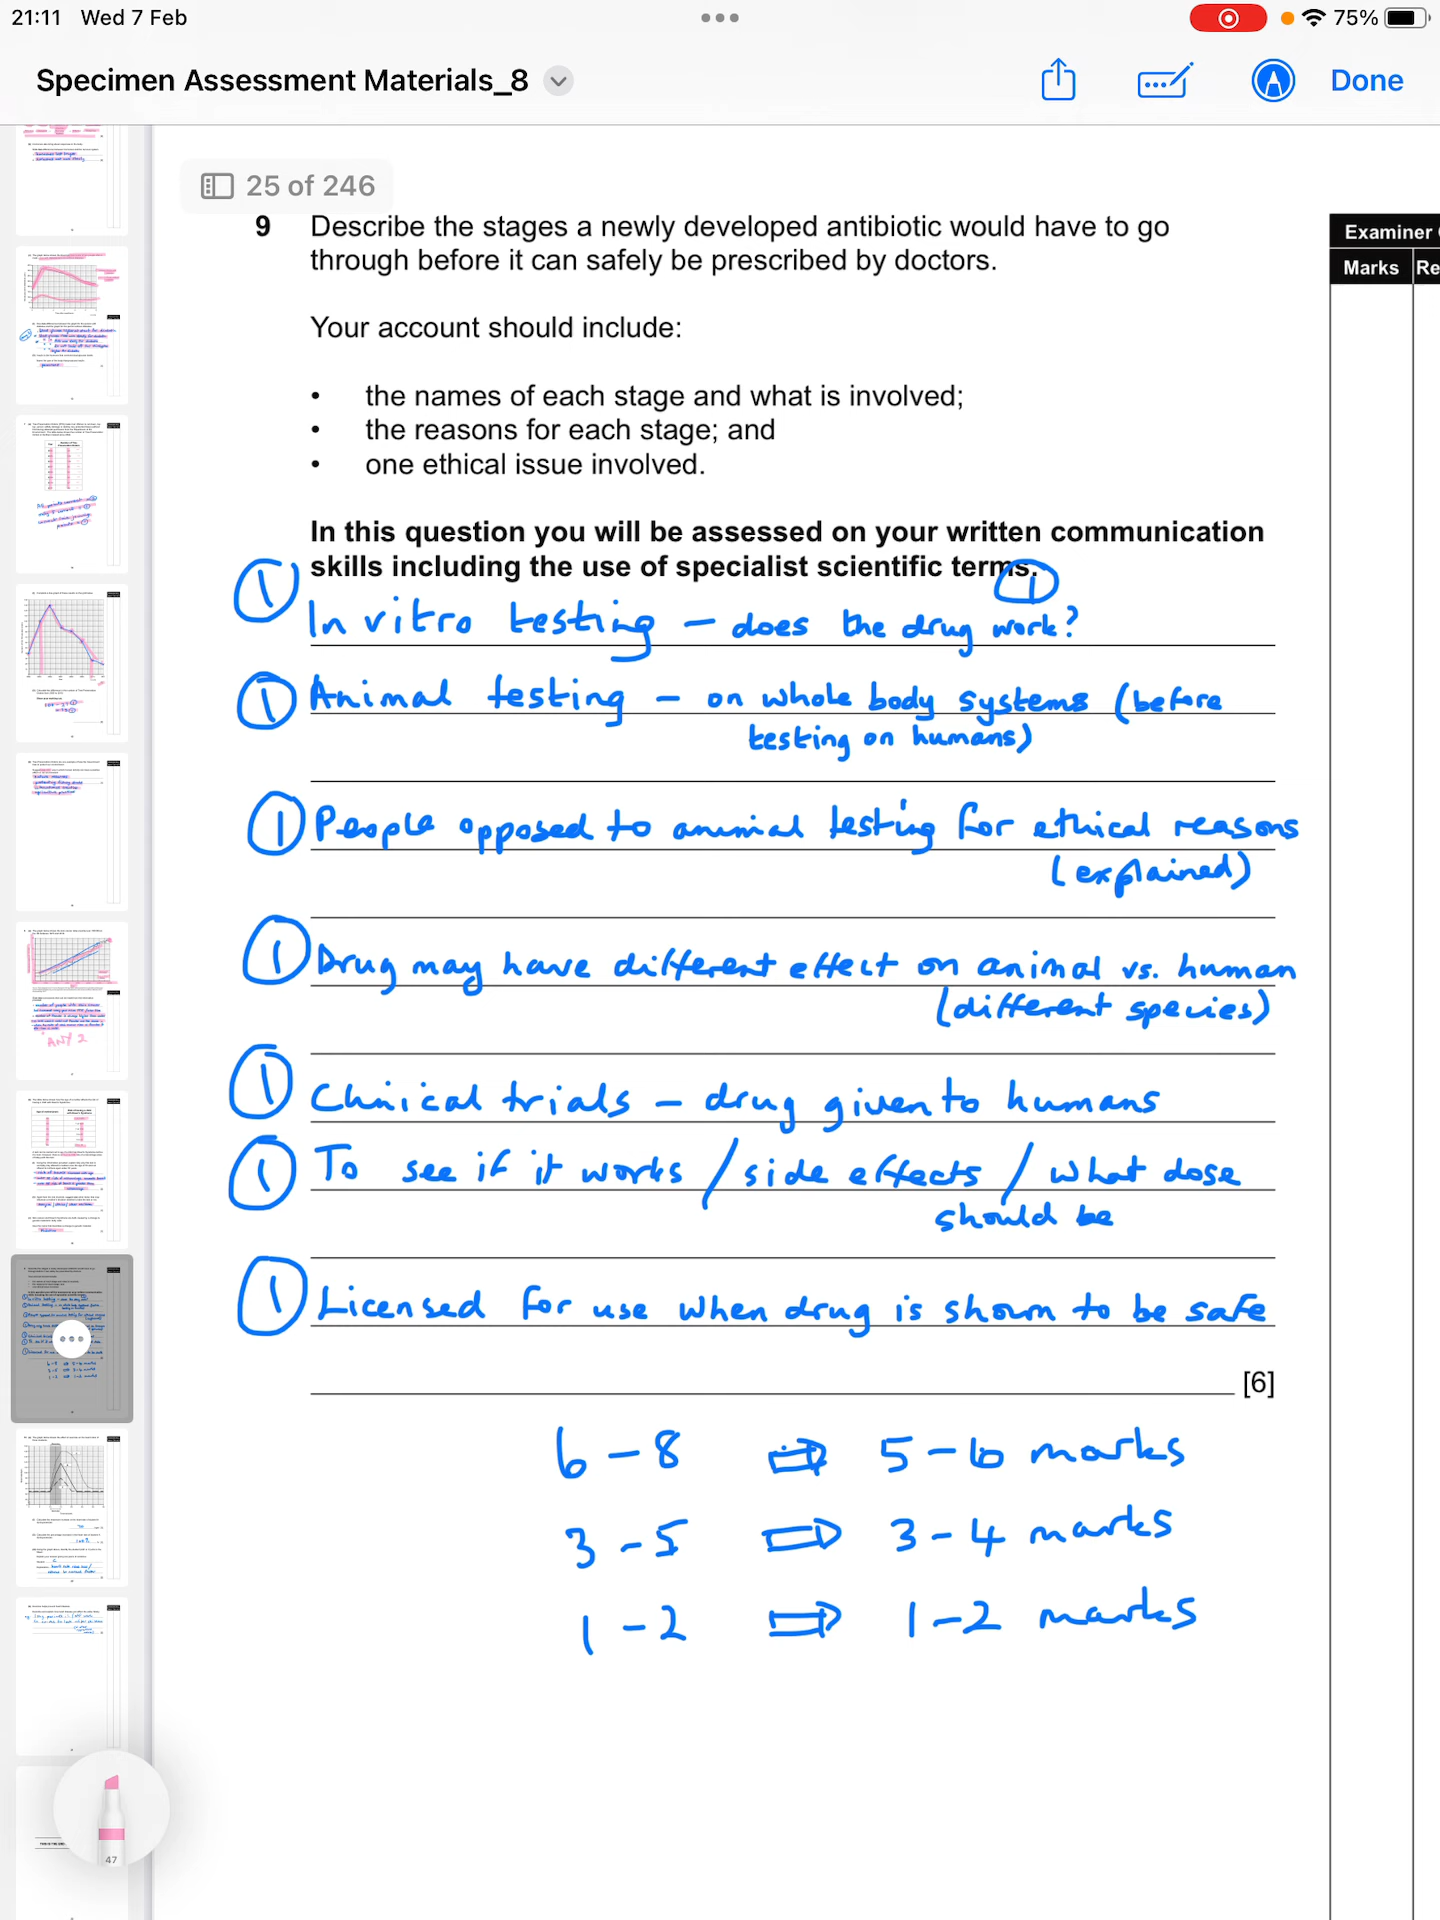 21:11 Wed 7 Feb
75%
Specimen Assessment Materials_8
Done
25 of 246
Examiner
Marks Re
9 Describe the stages a newly developed antibiotic would have to go
through before it can safely be prescribed by doctors.
Your account should include:
• the names of each stage and what is involved;
• the reasons for each stage; and
• one ethical issue involved.
In this question you will be assessed on your written communication
skills including the use of specialist scientific terms.
① ①
In vitro testing – does the drug work?
① Animal testing – on whole body systems (before
testing on humans)
① People opposed to animal testing for ethical reasons
(explained)
① Drug may have different effect on animal vs. human
(different species)
① Clinical trials – drug given to humans
① To see if it works / side effects / what dose
should be
① Licensed for use when drug is shown to be safe
[6]
6 – 8 ⇨ 5 – 6 marks
3 – 5 ⇨ 3 – 4 marks
1 – 2 ⇨ 1 – 2 marks
47